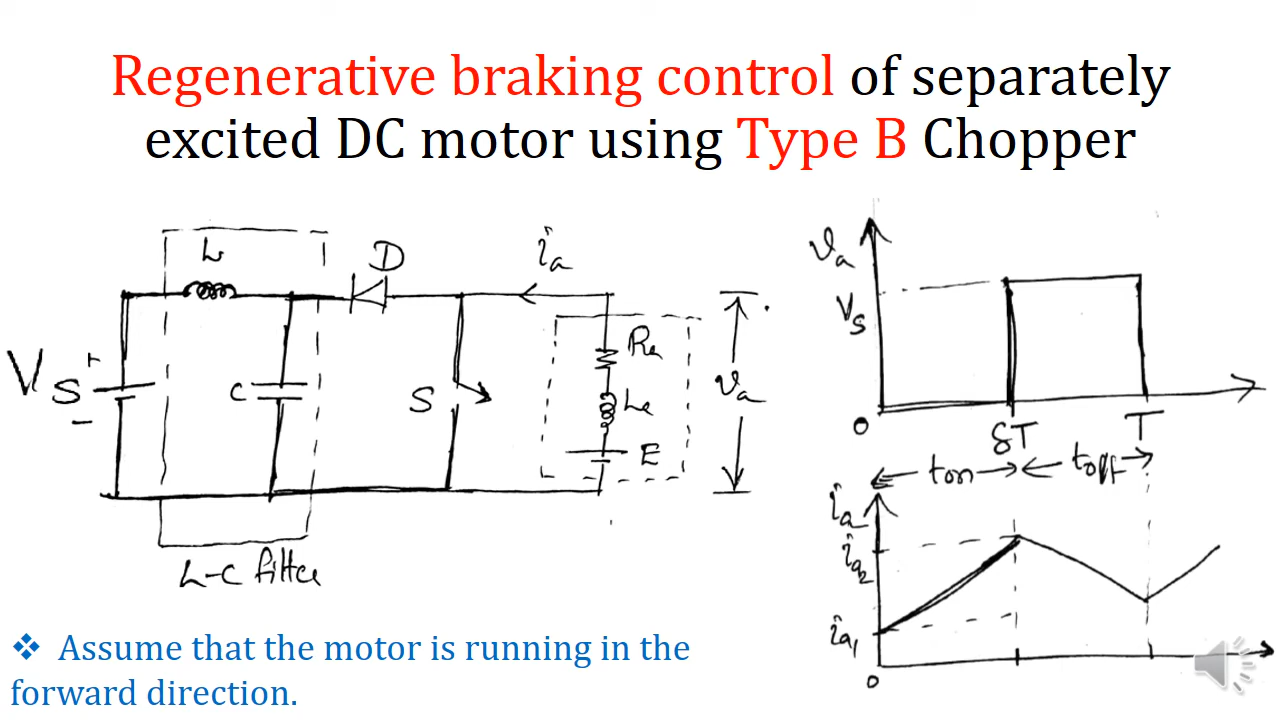 Regenerative braking control of separately
excited DC motor using Type B Chopper
L
D
ia
+
VS
-
C
S
Ra
La
E
va
L-C filter
va
VS
0
δT
T
ton
toff
ia
ia2
ia1
0
❖ Assume that the motor is running in the
forward direction.